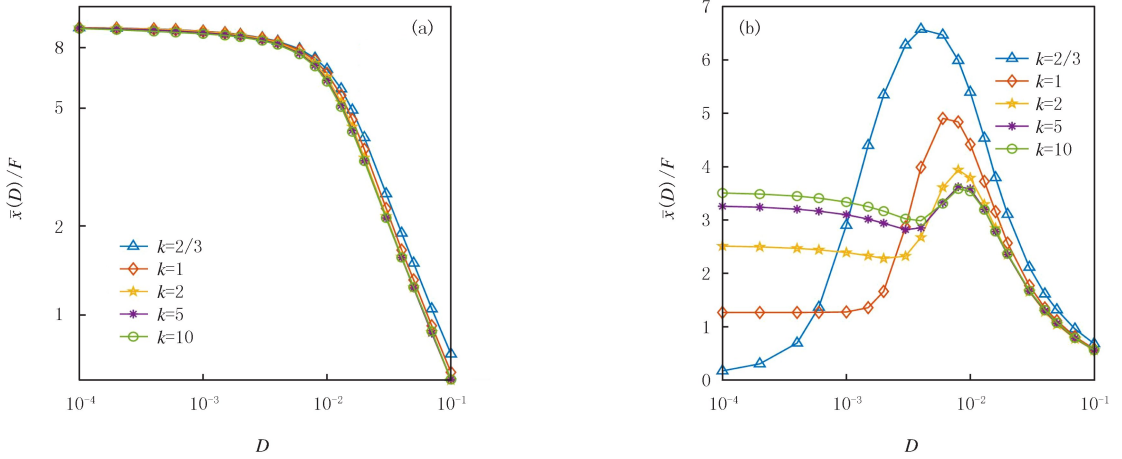 (a)
8
5
2
1
x̄(D)/F
k=2/3
k=1
k=2
k=5
k=10
10⁻⁴
10⁻³
10⁻²
10⁻¹
D
(b)
7
6
5
4
3
2
1
0
x̄(D)/F
k=2/3
k=1
k=2
k=5
k=10
10⁻⁴
10⁻³
10⁻²
10⁻¹
D